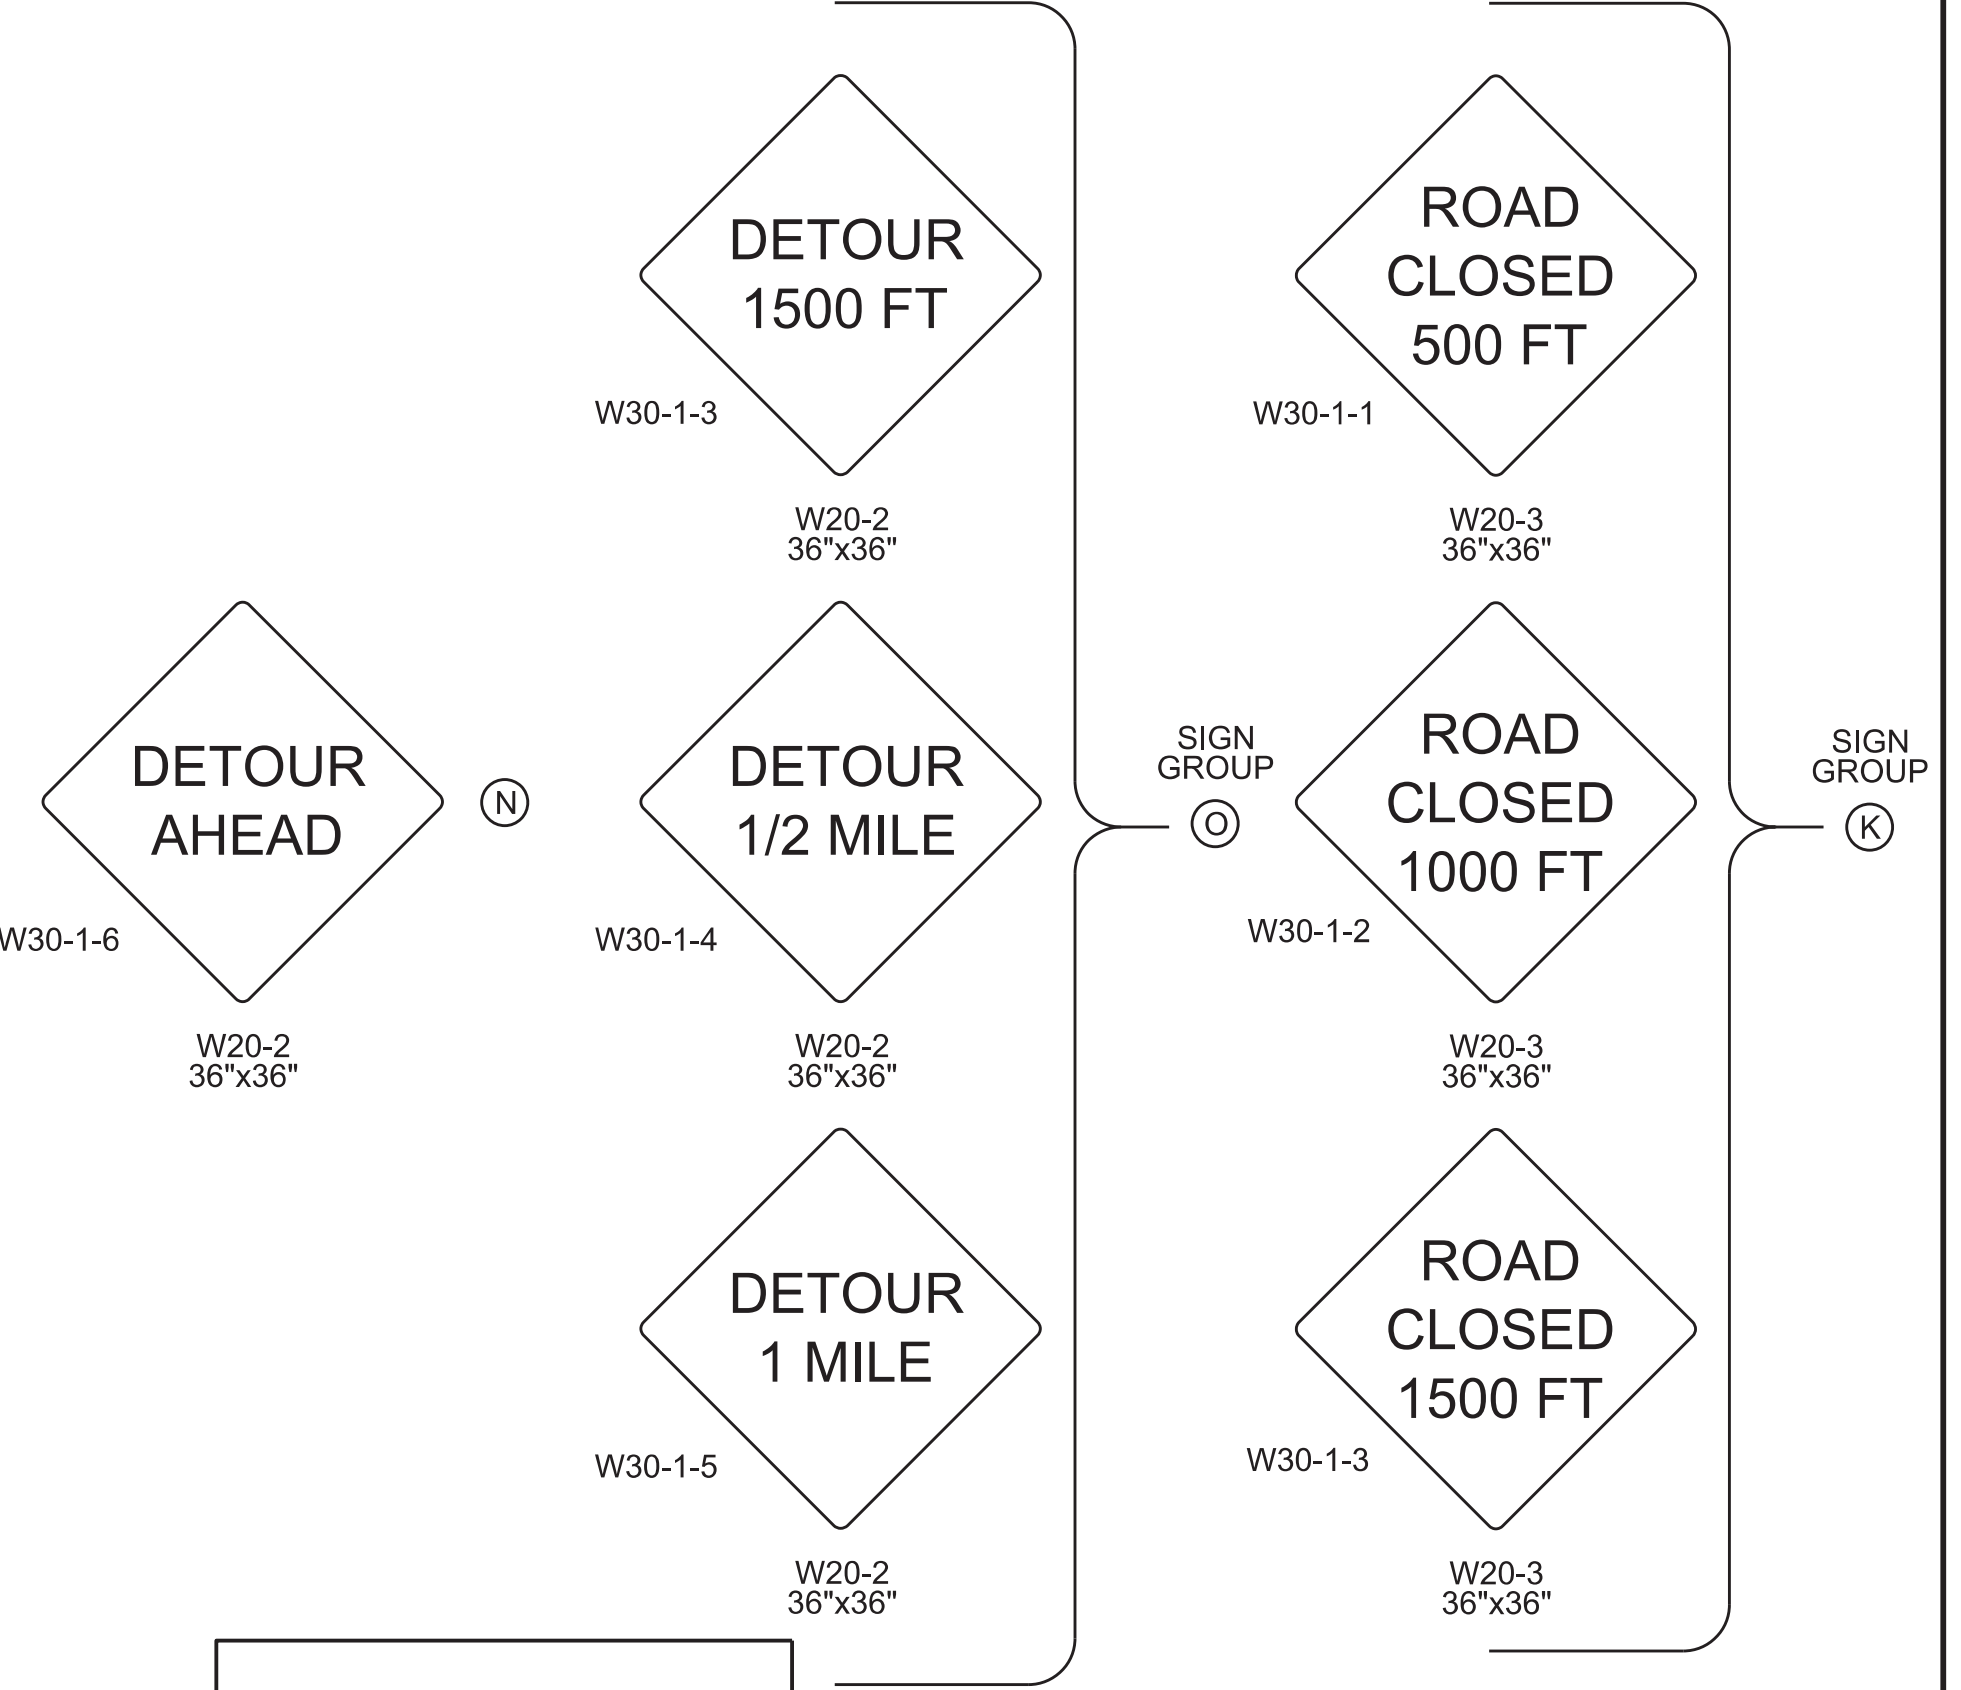 DETOUR
1500 FT
W30-1-3
W20-2
36"x36"
ROAD
CLOSED
500 FT
W30-1-1
W20-3
36"x36"
DETOUR
AHEAD
N
W30-1-6
W20-2
36"x36"
DETOUR
1/2 MILE
W30-1-4
W20-2
36"x36"
SIGN
GROUP
O
ROAD
CLOSED
1000 FT
W30-1-2
W20-3
36"x36"
SIGN
GROUP
K
DETOUR
1 MILE
W30-1-5
W20-2
36"x36"
ROAD
CLOSED
1500 FT
W30-1-3
W20-3
36"x36"